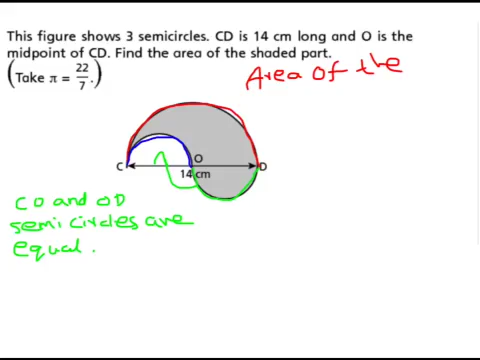 This figure shows 3 semicircles. CD is 14 cm long and O is the
midpoint of CD. Find the area of the shaded part.
(Take π = 22/7.)
Area of the
C O D
14 cm
CO and OD
semicircles are
equal.